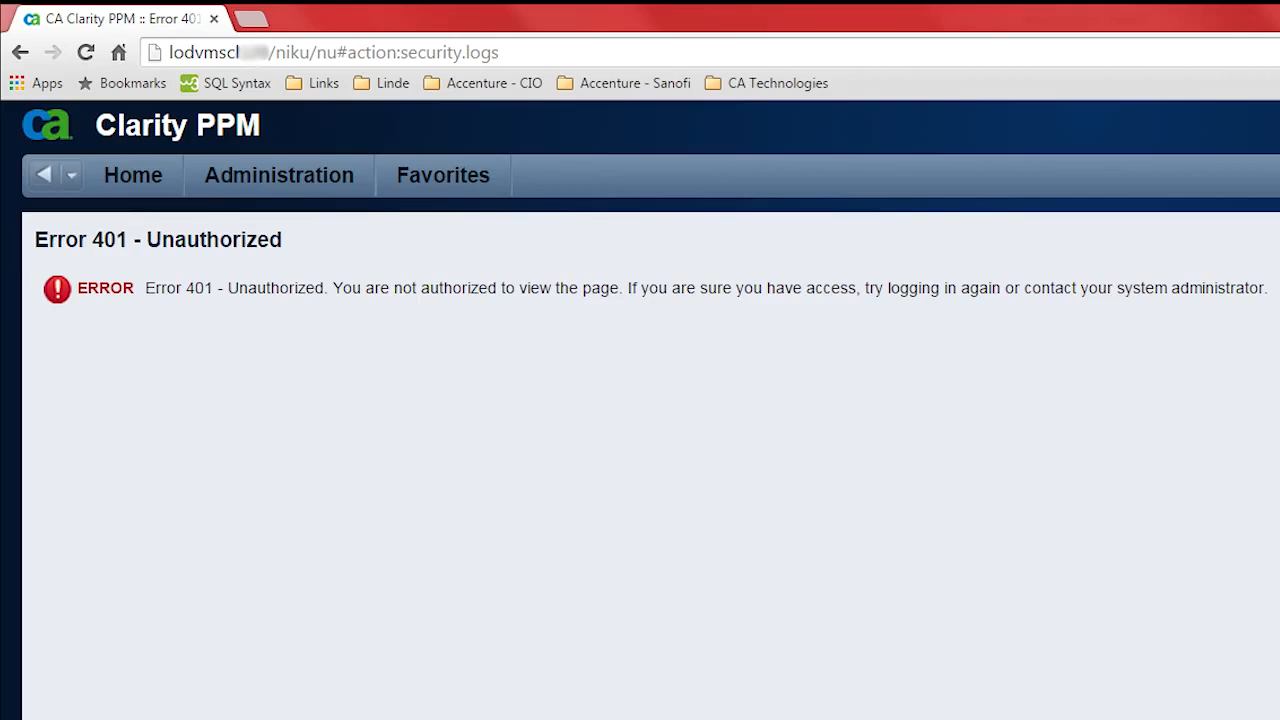 CA Clarity PPM :: Error 401
lodvmscl /niku/nu#action:security.logs
Apps Bookmarks SQL Syntax Links Linde Accenture - CIO Accenture - Sanofi CA Technologies
ca Clarity PPM
Home Administration Favorites
Error 401 - Unauthorized
ERROR Error 401 - Unauthorized. You are not authorized to view the page. If you are sure you have access, try logging in again or contact your system administrator.